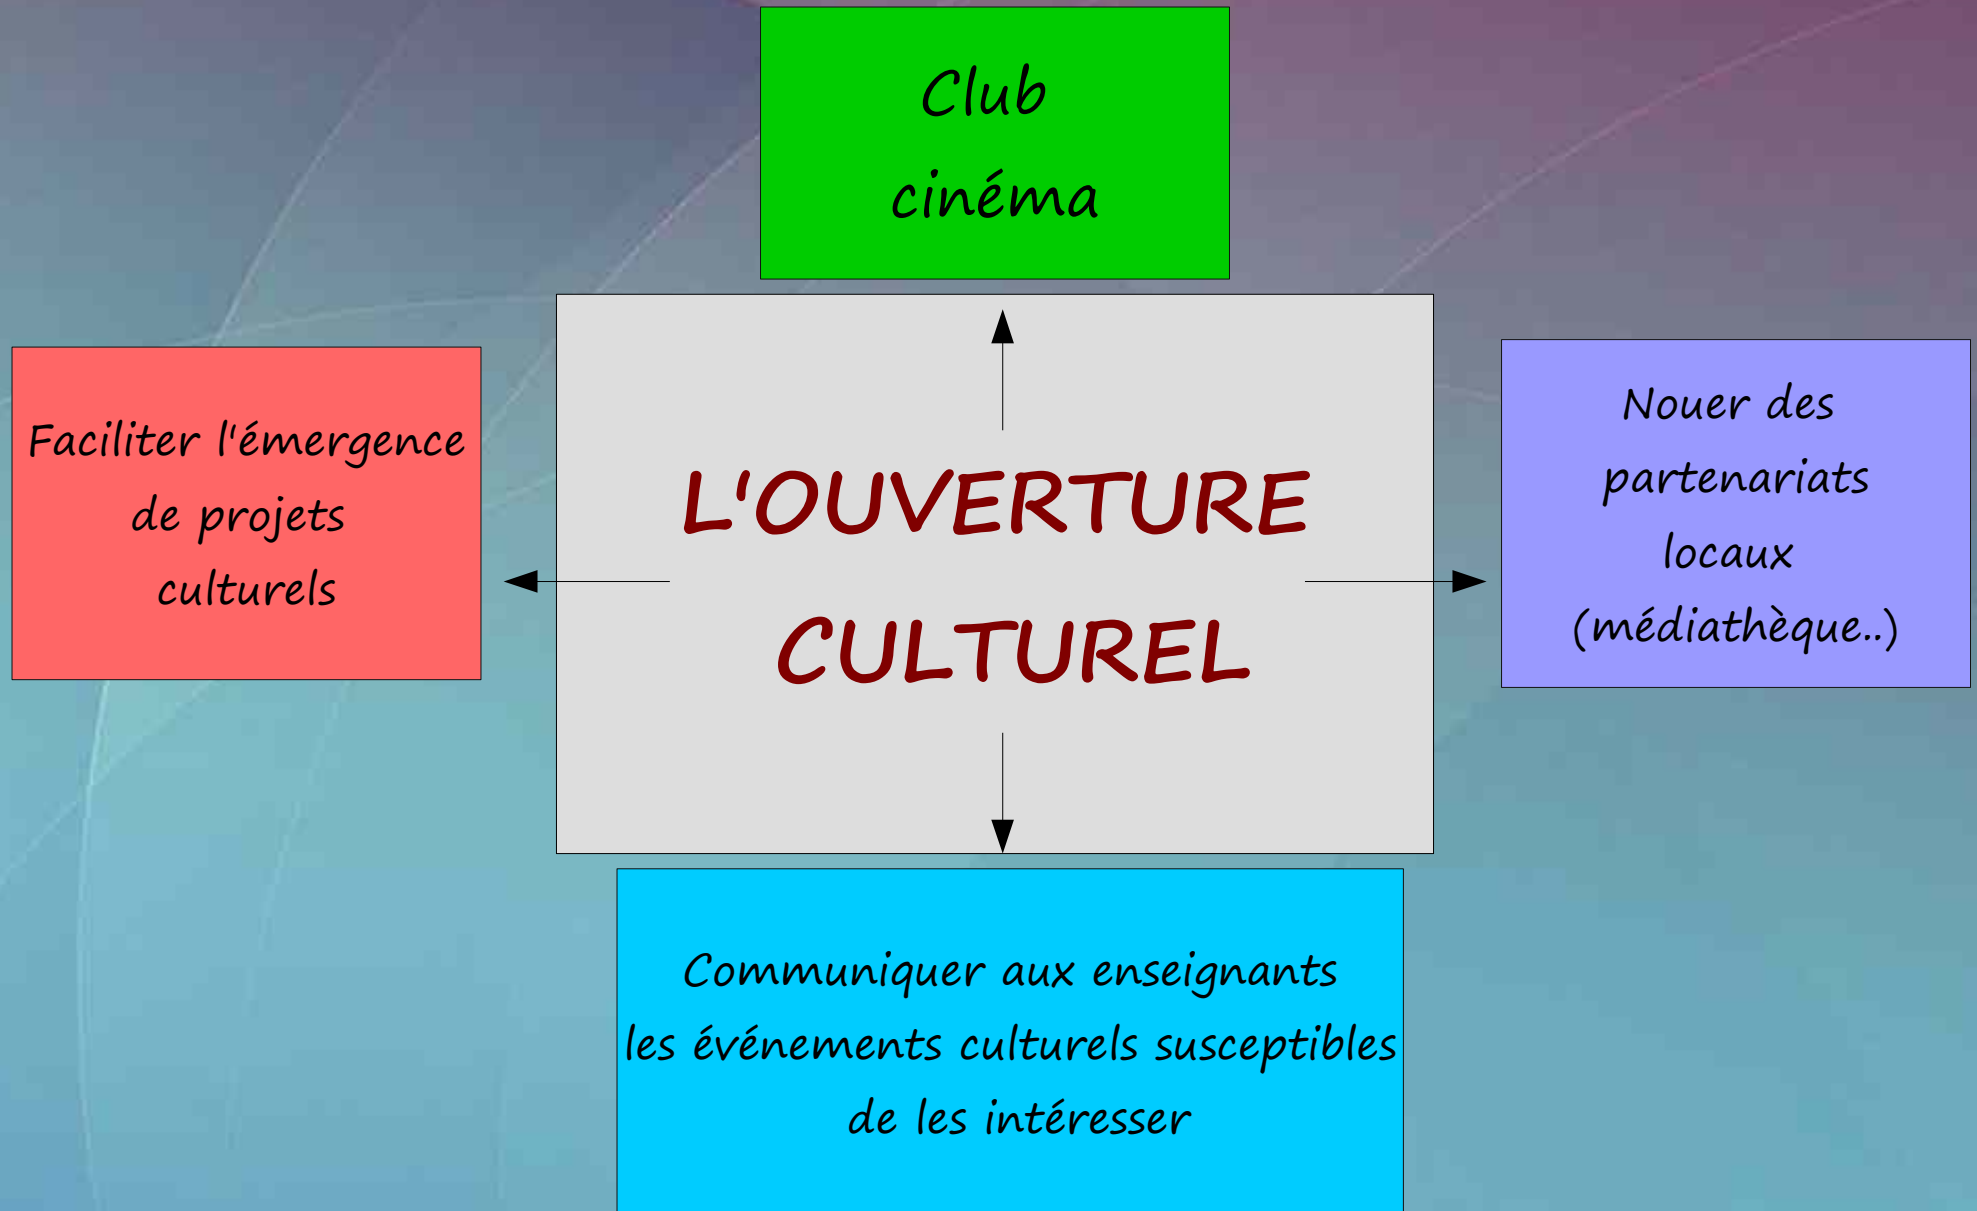 Club
cinéma
Faciliter l'émergence
de projets
culturels
L'OUVERTURE
CULTUREL
Nouer des
partenariats
locaux
(médiathèque..)
Communiquer aux enseignants
les événements culturels susceptibles
de les intéresser